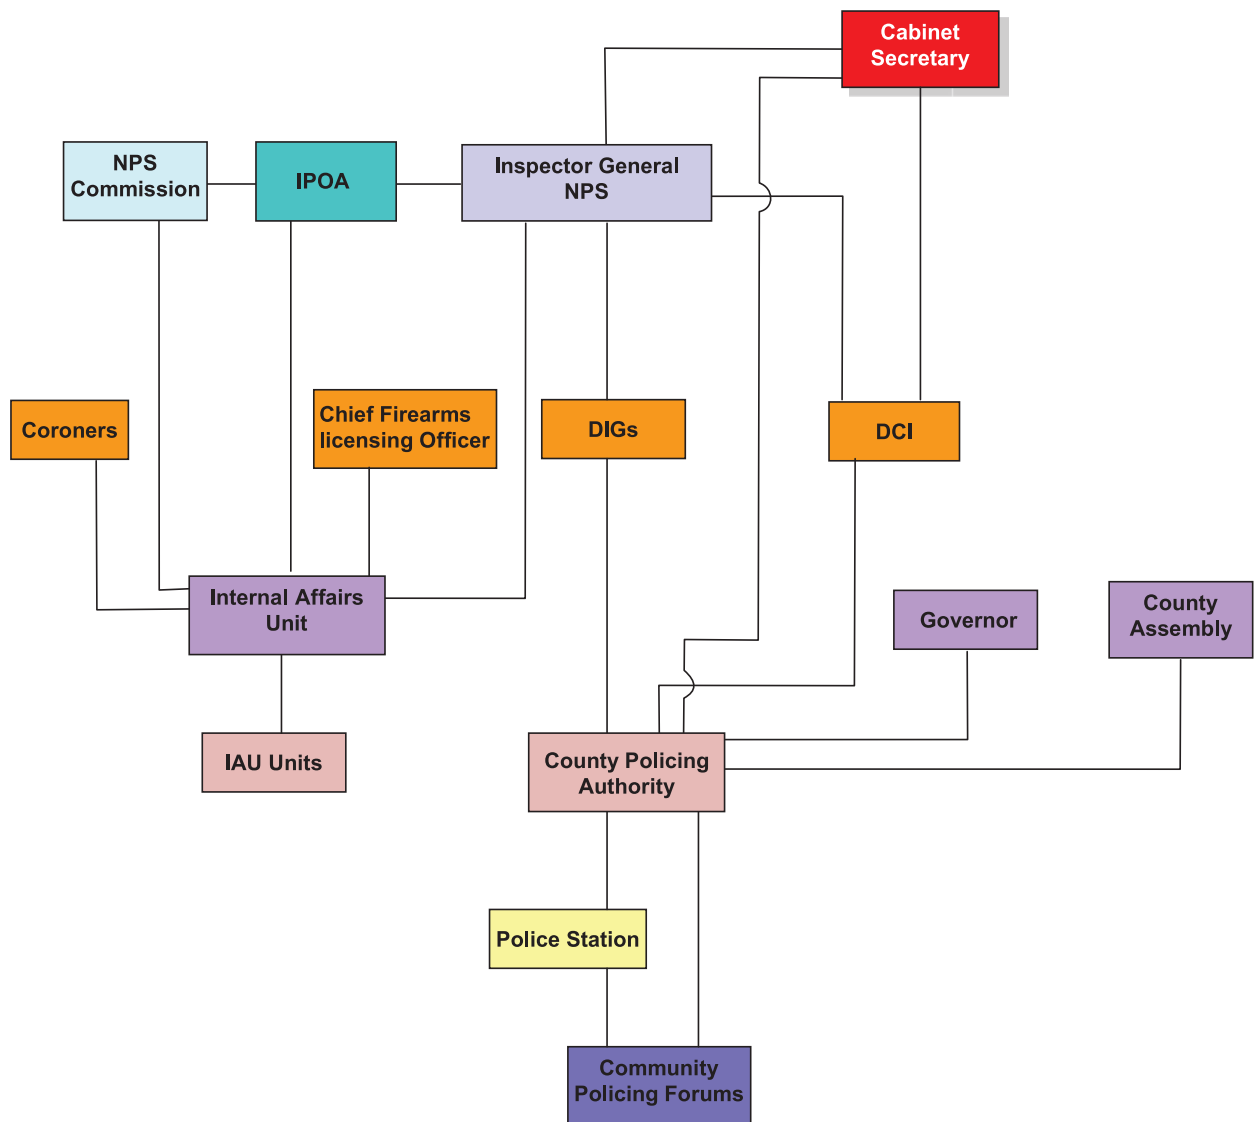 Cabinet
Secretary
NPS
Commission
IPOA
Inspector General
NPS
Coroners
Chief Firearms
licensing Officer
DIGs
DCI
Internal Affairs
Unit
Governor
County
Assembly
IAU Units
County Policing
Authority
Police Station
Community
Policing Forums